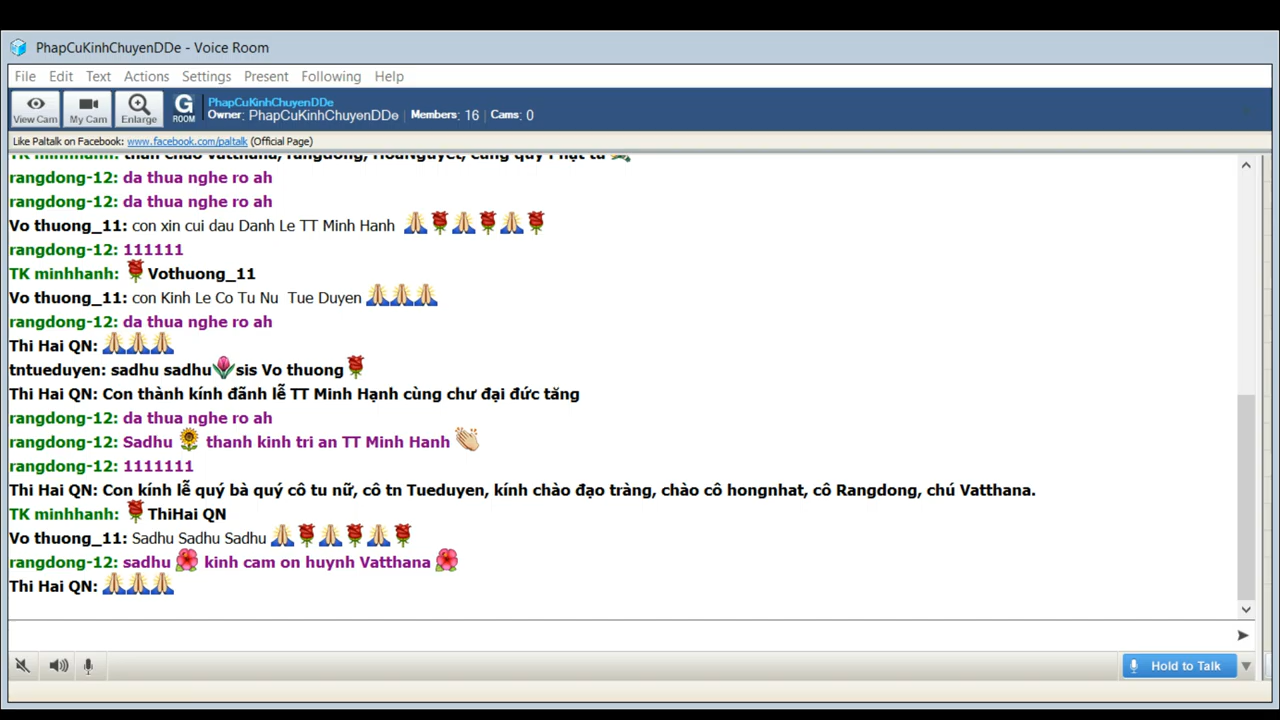 PhapCuKinhChuyenDDe - Voice Room
File Edit Text Actions Settings Present Following Help
View Cam My Cam Enlarge G ROOM PhapCuKinhChuyenDDe
Owner: PhapCuKinhChuyenDDe Members: 16 Cams: 0
Like Paltalk on Facebook: www.facebook.com/paltalk (Official Page)
rangdong-12: da thua nghe ro ah
rangdong-12: da thua nghe ro ah
Vo thuong_11: con xin cui dau Danh Le TT Minh Hanh 🙏🌹🙏🌹🙏🌹
rangdong-12: 111111
TK minhhanh: 🌹Vothuong_11
Vo thuong_11: con Kinh Le Co Tu Nu Tue Duyen 🙏🙏🙏
rangdong-12: da thua nghe ro ah
Thi Hai QN: 🙏🙏🙏
tntueduyen: sadhu sadhu🌷sis Vo thuong🌹
Thi Hai QN: Con thành kính đãnh lễ TT Minh Hạnh cùng chư đại đức tăng
rangdong-12: da thua nghe ro ah
rangdong-12: Sadhu 🌻 thanh kinh tri an TT Minh Hanh 👏
rangdong-12: 1111111
Thi Hai QN: Con kính lễ quý bà quý cô tu nữ, cô tn Tueduyen, kính chào đạo tràng, chào cô hongnhat, cô Rangdong, chú Vatthana.
TK minhhanh: 🌹ThiHai QN
Vo thuong_11: Sadhu Sadhu Sadhu 🙏🌹🙏🌹🙏🌹
rangdong-12: sadhu 🌺 kinh cam on huynh Vatthana 🌺
Thi Hai QN: 🙏🙏🙏
Hold to Talk